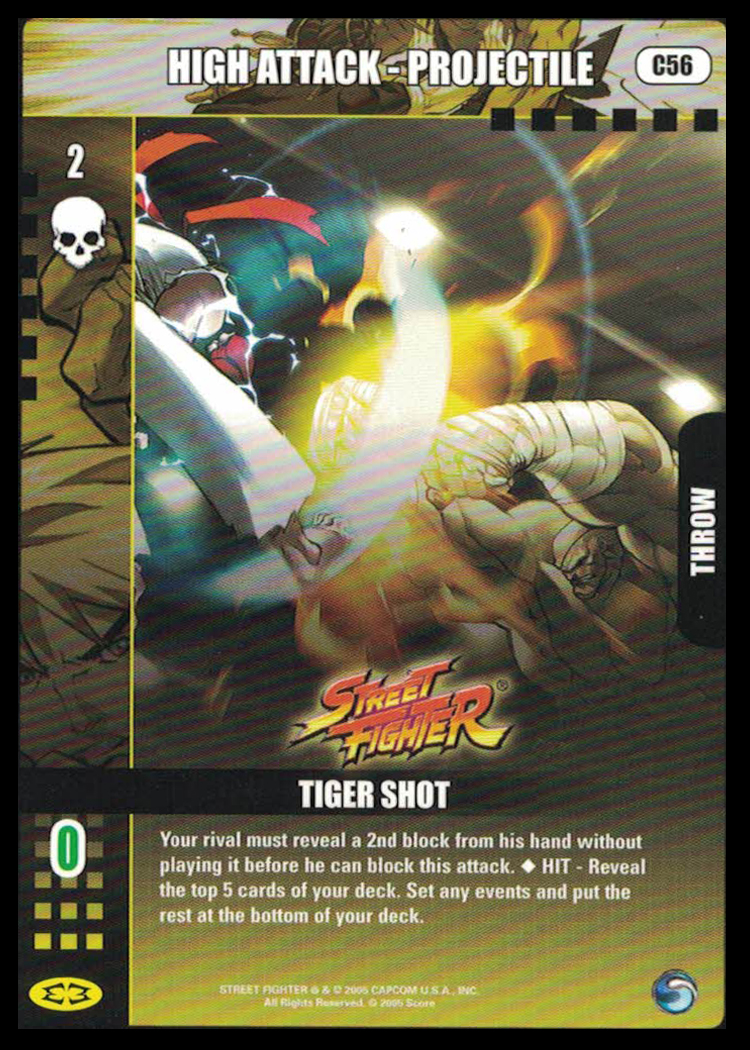 HIGH ATTACK - PROJECTILE
C56
2
THROW
STREET
FIGHTER®
TIGER SHOT
0
Your rival must reveal a 2nd block from his hand without
playing it before he can block this attack. ◆ HIT - Reveal
the top 5 cards of your deck. Set any events and put the
rest at the bottom of your deck.
STREET FIGHTER ® & © 2005 CAPCOM U.S.A., INC.
All Rights Reserved. © 2005 Score